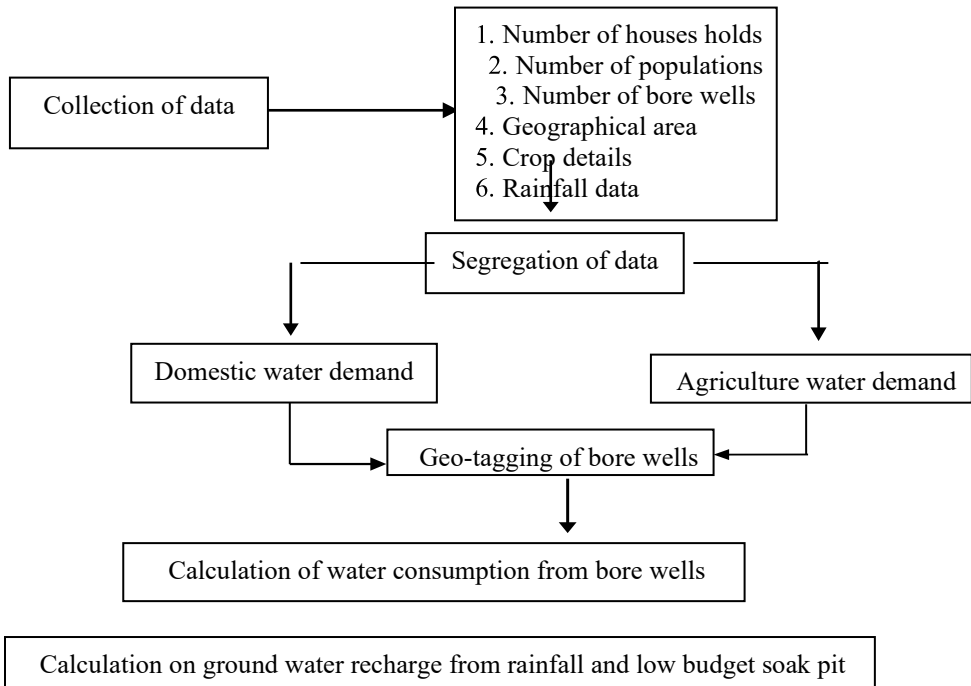 Collection of data
1. Number of houses holds
2. Number of populations
3. Number of bore wells
4. Geographical area
5. Crop details
6. Rainfall data
Segregation of data
Domestic water demand
Agriculture water demand
Geo-tagging of bore wells
Calculation of water consumption from bore wells
Calculation on ground water recharge from rainfall and low budget soak pit